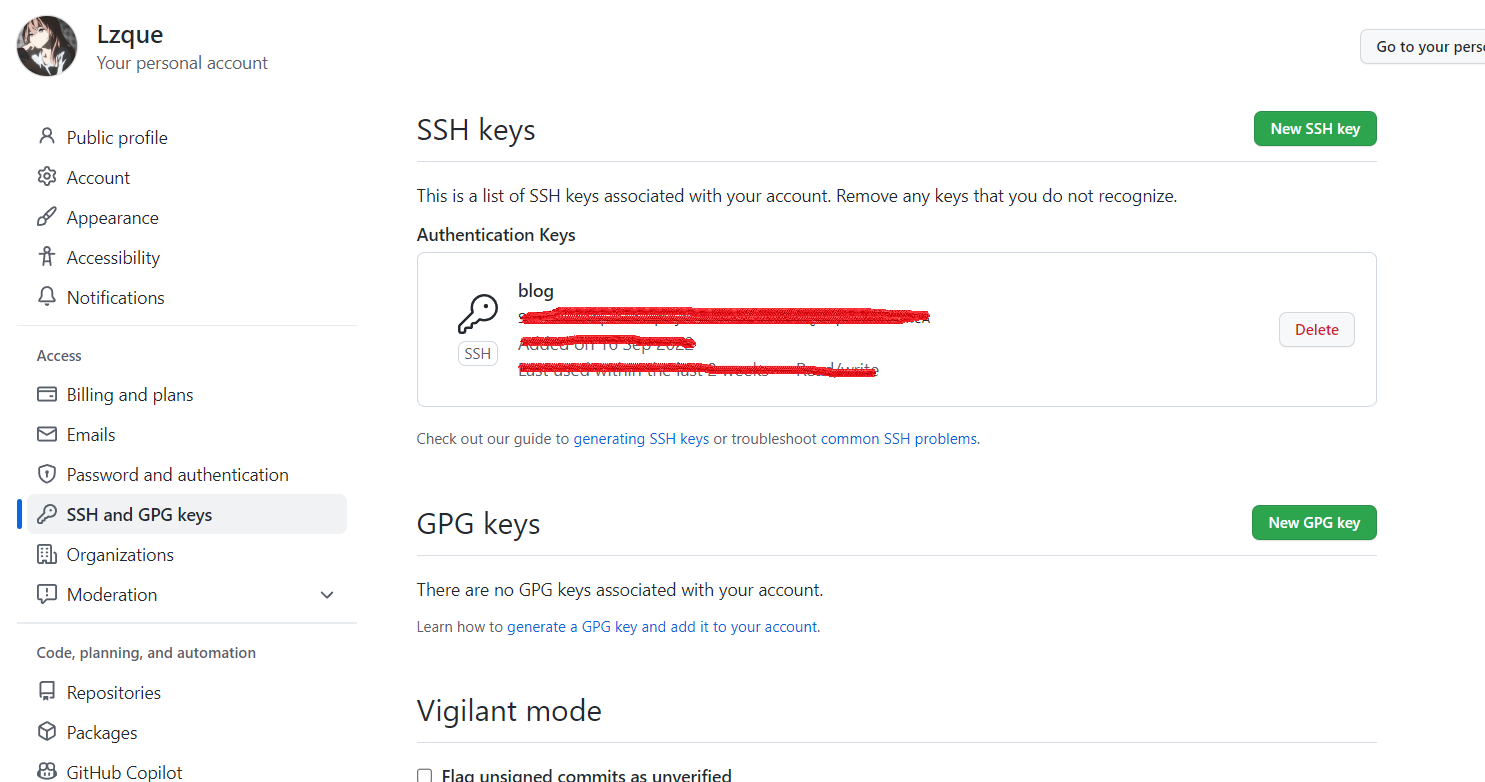 Lzque
Your personal account
Go to your pers
Public profile
Account
Appearance
Accessibility
Notifications
Access
Billing and plans
Emails
Password and authentication
SSH and GPG keys
Organizations
Moderation
Code, planning, and automation
Repositories
Packages
GitHub Copilot
SSH keys
New SSH key
This is a list of SSH keys associated with your account. Remove any keys that you do not recognize.
Authentication Keys
blog
SSH
Added on 16 Sep 2022
Last used within the last 2 weeks — Read/write
Delete
Check out our guide to generating SSH keys or troubleshoot common SSH problems.
GPG keys
New GPG key
There are no GPG keys associated with your account.
Learn how to generate a GPG key and add it to your account.
Vigilant mode
Flag unsigned commits as unverified